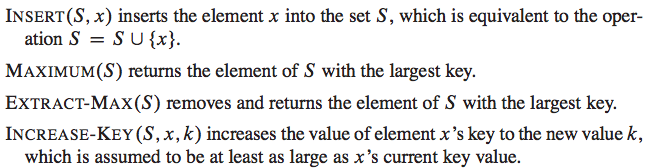 INSERT(S, x) inserts the element x into the set S, which is equivalent to the oper-
ation S = S ∪ {x}.
MAXIMUM(S) returns the element of S with the largest key.
EXTRACT-MAX(S) removes and returns the element of S with the largest key.
INCREASE-KEY(S, x, k) increases the value of element x's key to the new value k,
which is assumed to be at least as large as x's current key value.